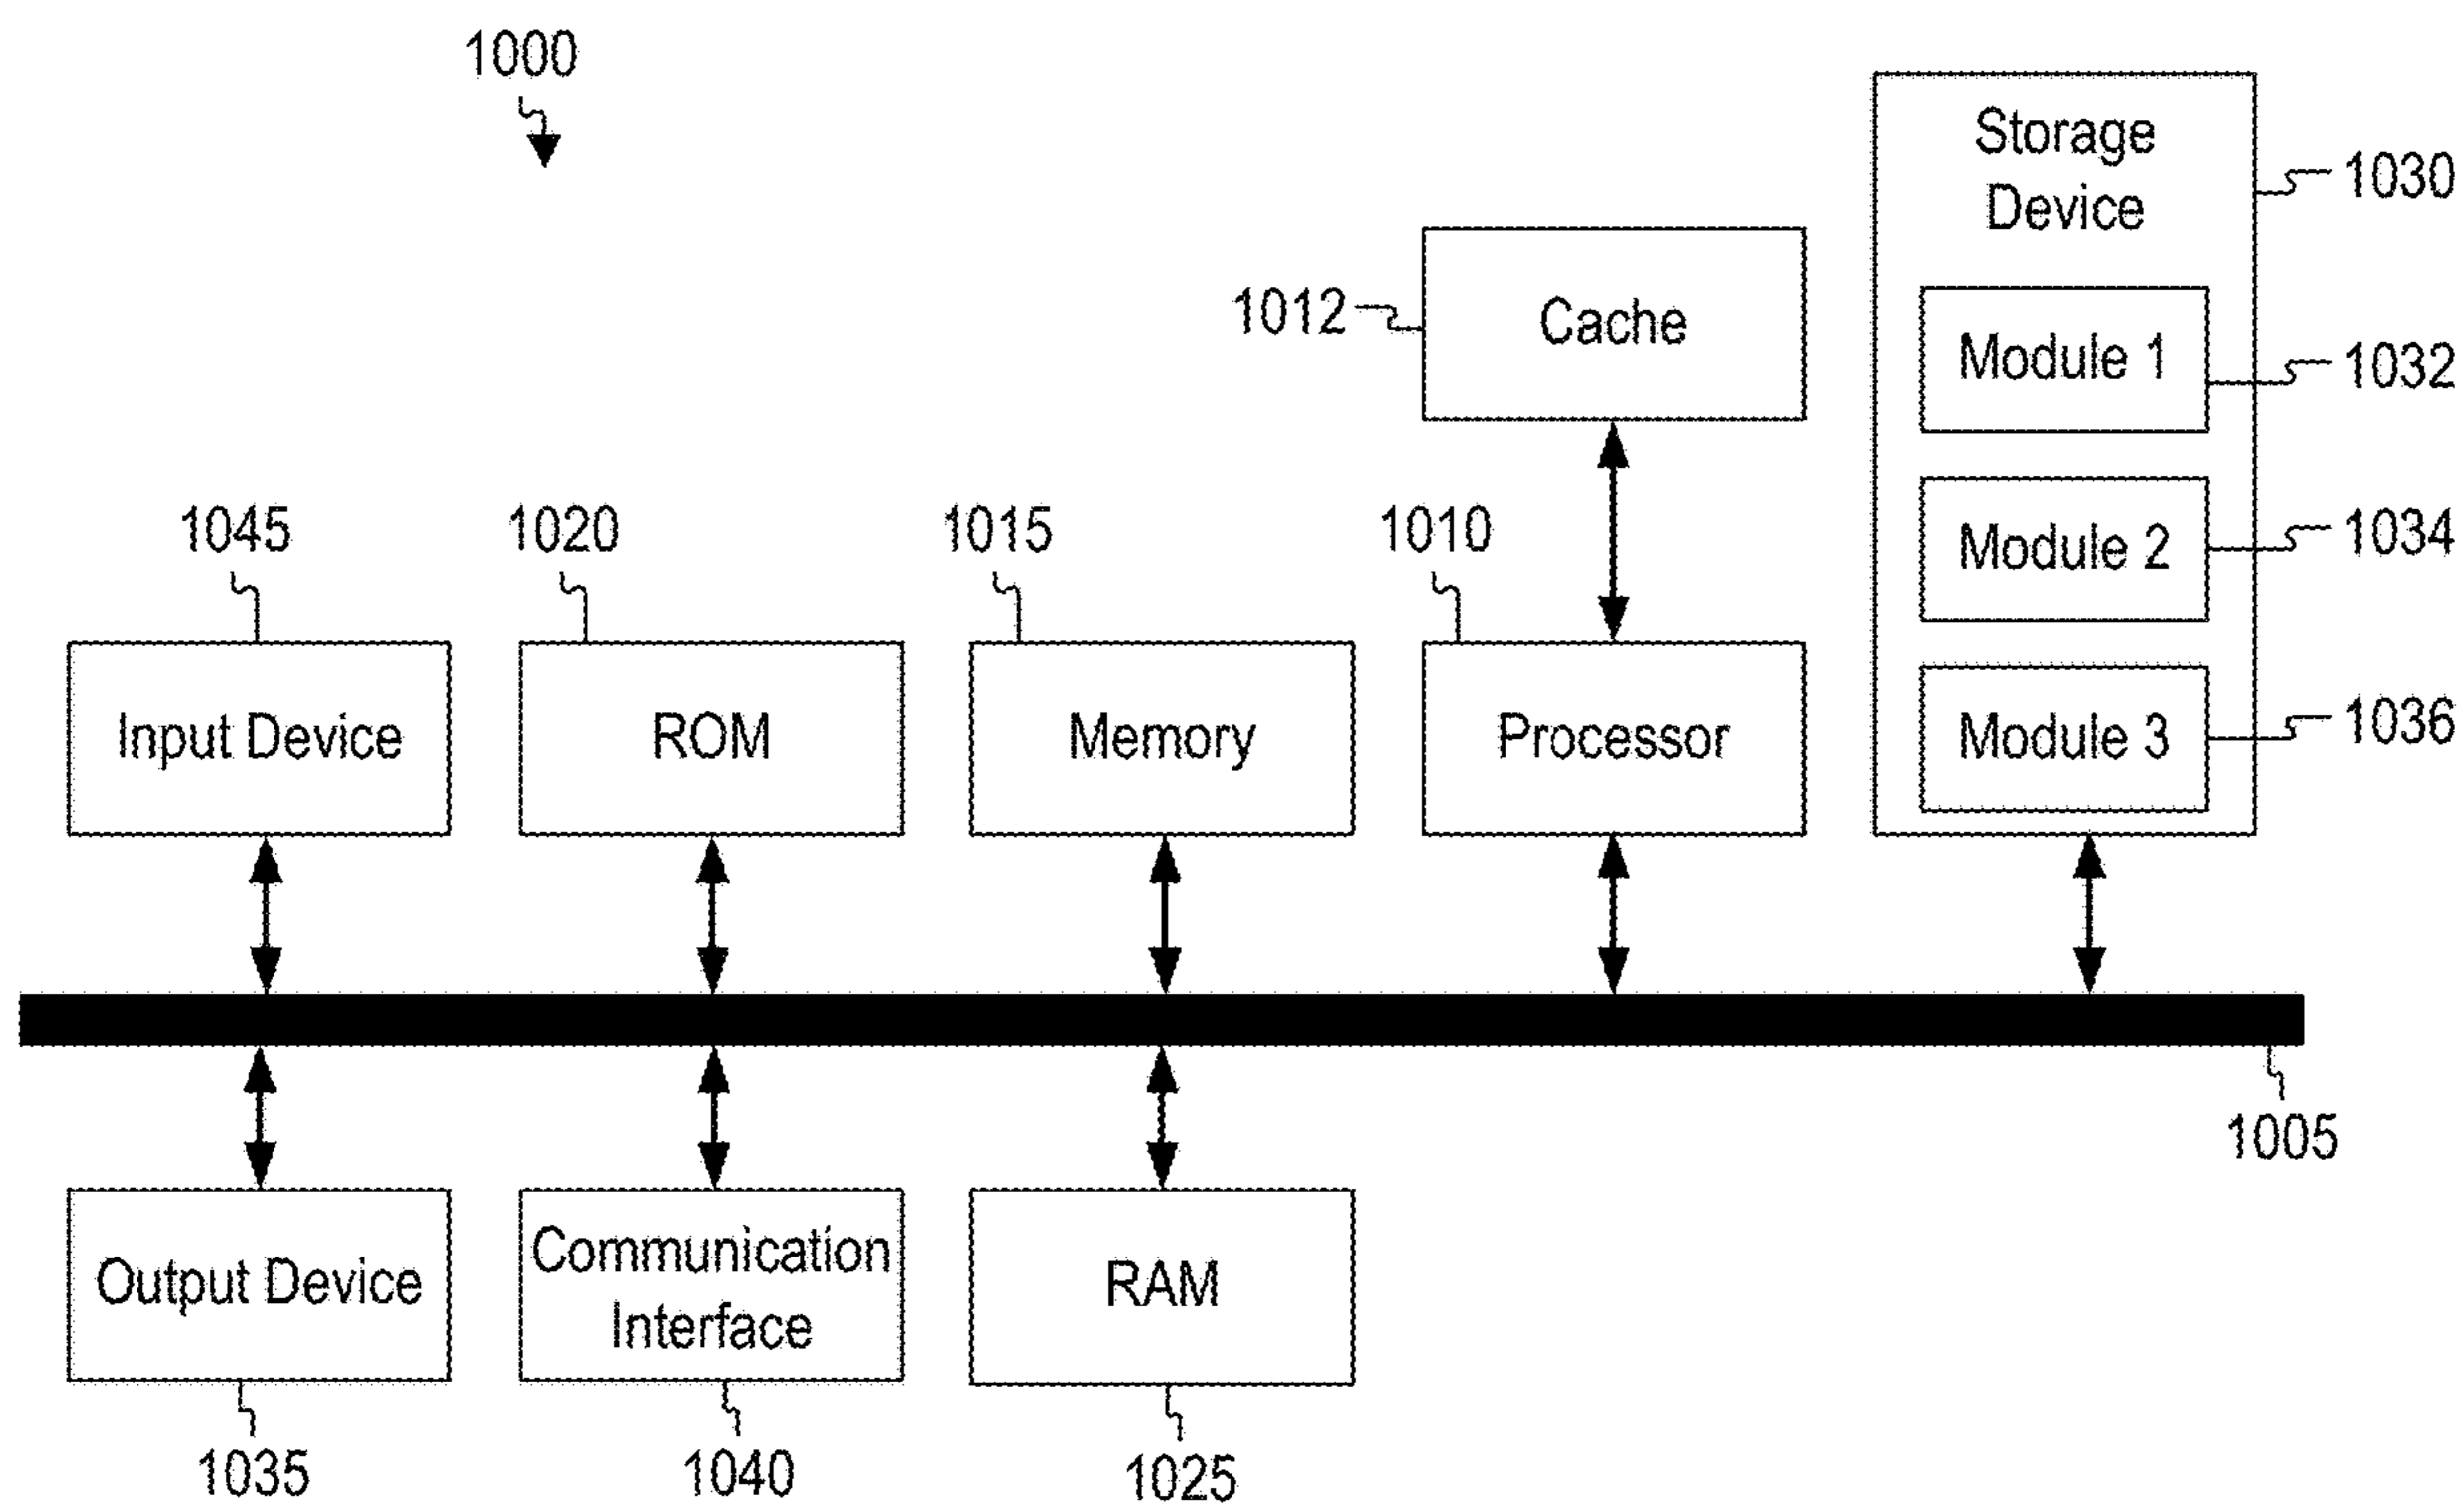 1000
Storage
Device
1030
1012
Cache
Module 1
1032
1045
1020
1015
1010
Module 2
1034
Input Device
ROM
Memory
Processor
Module 3
1036
1005
Output Device
Communication
Interface
RAM
1035
1040
1025